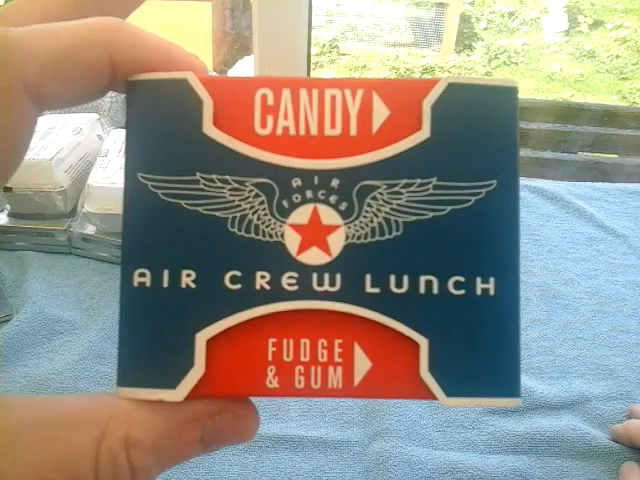 CANDY
AIR
FORCES
AIR CREW LUNCH
FUDGE
& GUM